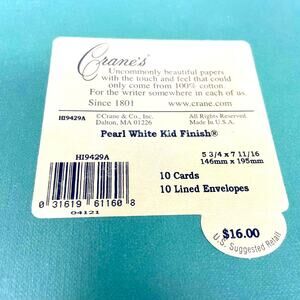 Crane's
Uncommonly beautiful papers
with the touch and feel that could
only come from 100% cotton.
For the writer somewhere in each of us.
Since 1801 www.crane.com
HI9429A ©Crane & Co., Inc. All Rights Reserved
Dalton, MA 01226 Made in U.S.A.
Pearl White Kid Finish®
HI9429A 5 3/4 x 7 11/16
146mm x 195mm
10 Cards
10 Lined Envelopes
0 31619 61160 8
04121
$16.00
U.S. Suggested Retail